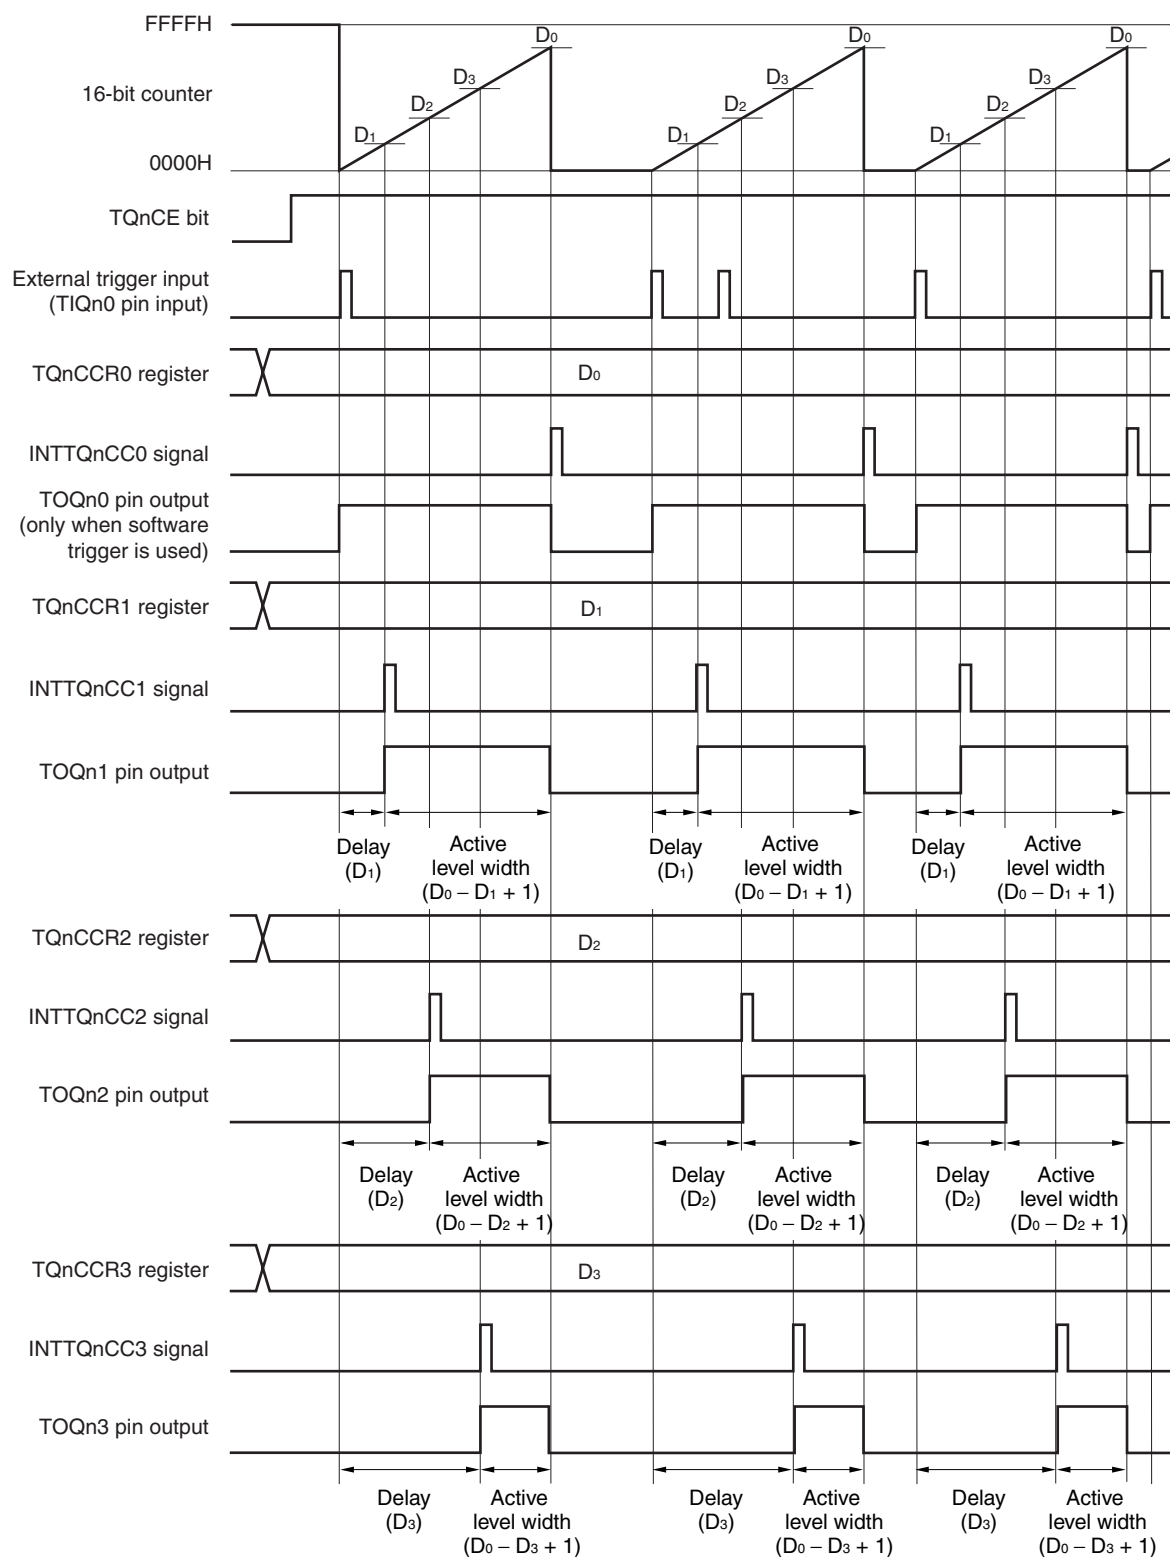 FFFFH
D0 D0 D0
D3 D3 D3
16-bit counter
D2 D2 D2
D1 D1 D1
0000H
TQnCE bit
External trigger input
(TIQn0 pin input)
TQnCCR0 register
D0
INTTQnCC0 signal
TOQn0 pin output
(only when software
trigger is used)
TQnCCR1 register
D1
INTTQnCC1 signal
TOQn1 pin output
Delay
(D1)
Active
level width
(D0 – D1 + 1)
Delay
(D1)
Active
level width
(D0 – D1 + 1)
Delay
(D1)
Active
level width
(D0 – D1 + 1)
TQnCCR2 register
D2
INTTQnCC2 signal
TOQn2 pin output
Delay
(D2)
Active
level width
(D0 – D2 + 1)
Delay
(D2)
Active
level width
(D0 – D2 + 1)
Delay
(D2)
Active
level width
(D0 – D2 + 1)
TQnCCR3 register
D3
INTTQnCC3 signal
TOQn3 pin output
Delay
(D3)
Active
level width
(D0 – D3 + 1)
Delay
(D3)
Active
level width
(D0 – D3 + 1)
Delay
(D3)
Active
level width
(D0 – D3 + 1)